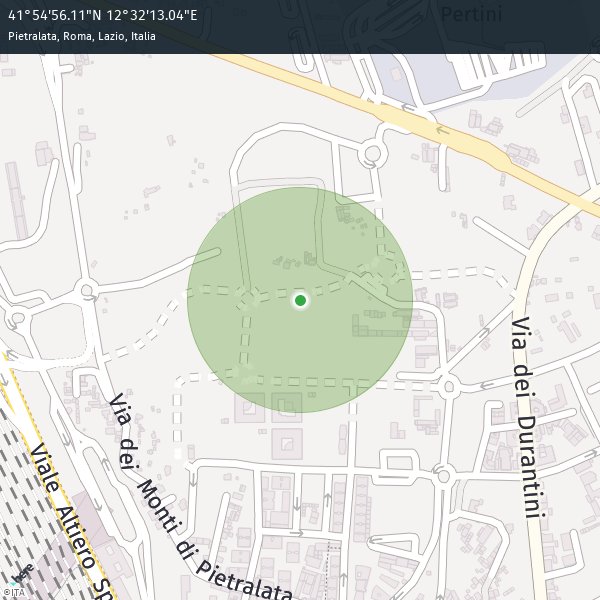 41°54'56.11"N 12°32'13.04"E
Pietralata, Roma, Lazio, Italia
Pertini
Via dei Durantini
Via dei Monti di Pietralata
Viale Altiero Sp
here
©ITA